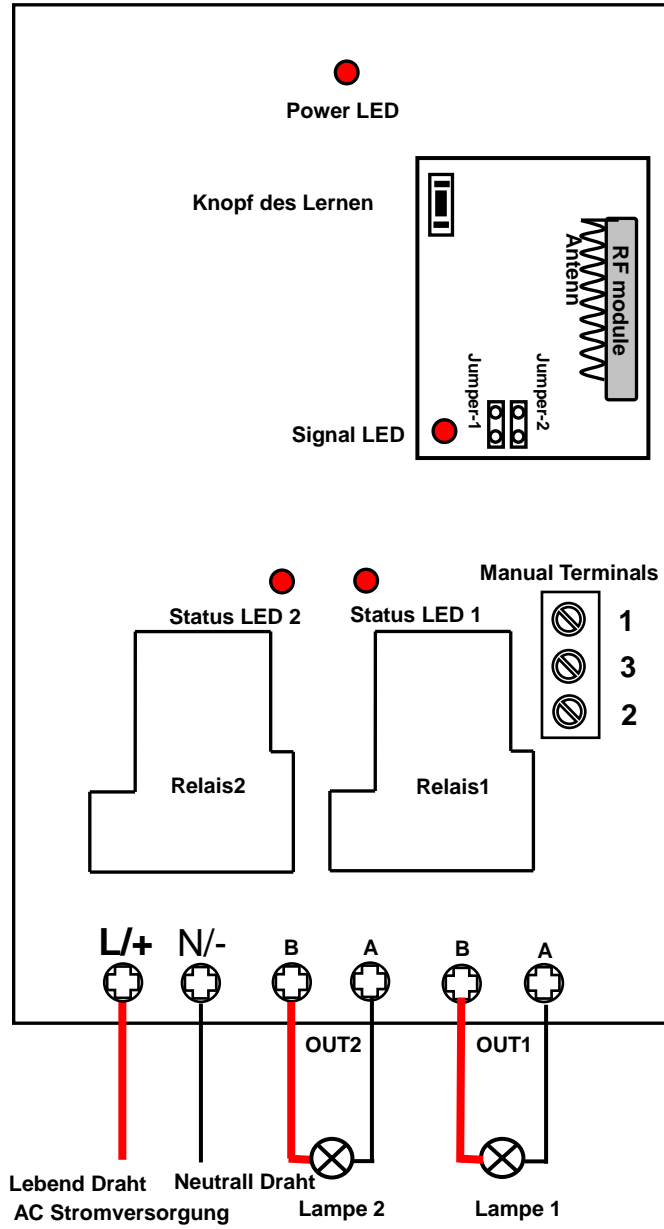 Power LED
Knopf des Lernen
RF module
Antenn
Jumper-1
Jumper-2
Signal LED
Manual Terminals
Status LED 2
Status LED 1
1
3
2
Relais2
Relais1
L/+
N/-
B
A
B
A
OUT2
OUT1
Lebend Draht
Neutrall Draht
AC Stromversorgung
Lampe 2
Lampe 1